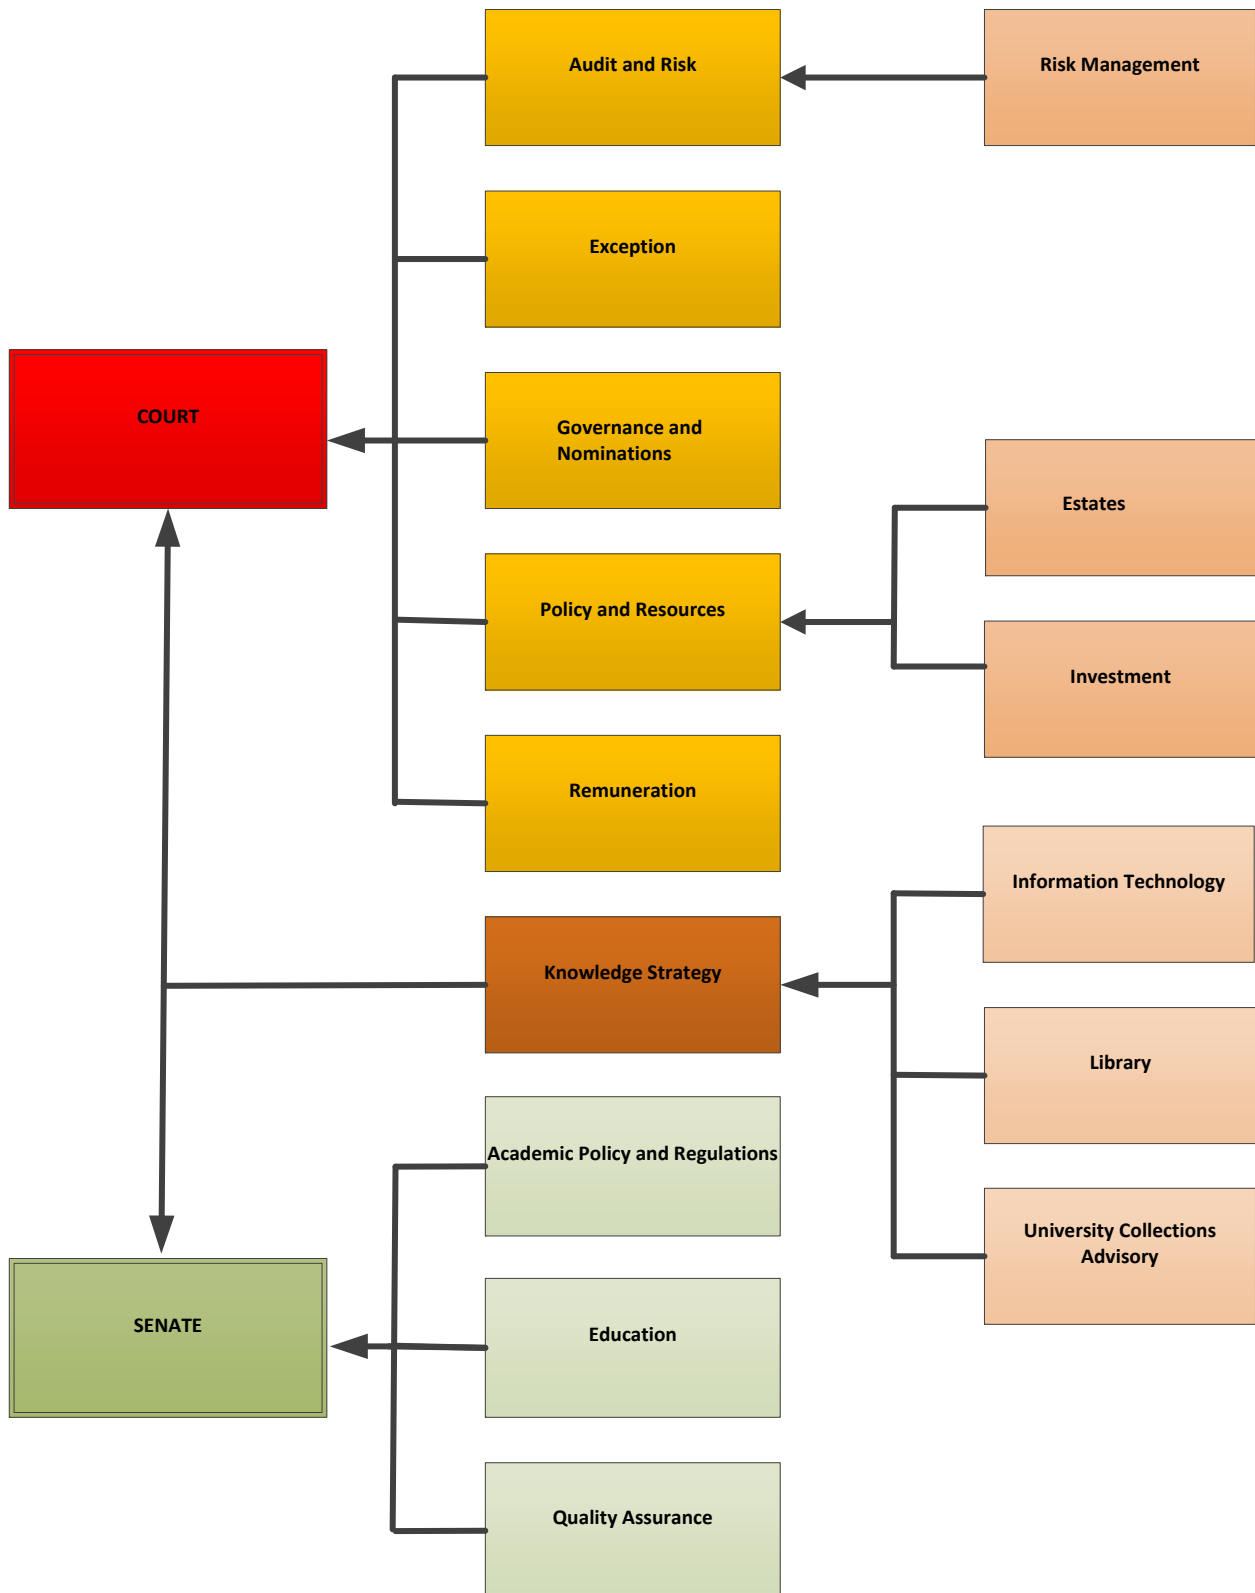 Audit and Risk
Risk Management
Exception
COURT
Governance and
Nominations
Estates
Policy and Resources
Investment
Remuneration
Information Technology
Knowledge Strategy
Library
Academic Policy and Regulations
University Collections
Advisory
SENATE
Education
Quality Assurance